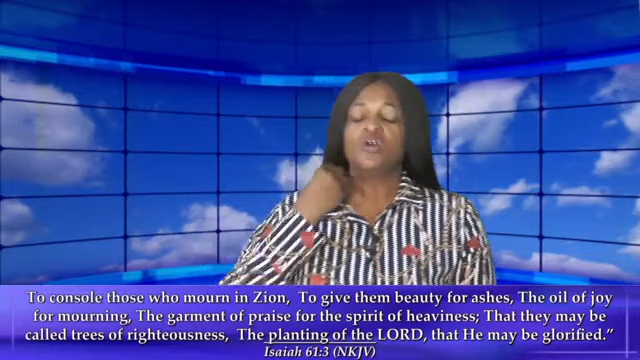 To console those who mourn in Zion, To give them beauty for ashes, The oil of joy
for mourning, The garment of praise for the spirit of heaviness; That they may be
called trees of righteousness, The planting of the LORD, that He may be glorified.”
Isaiah 61:3 (NKJV)